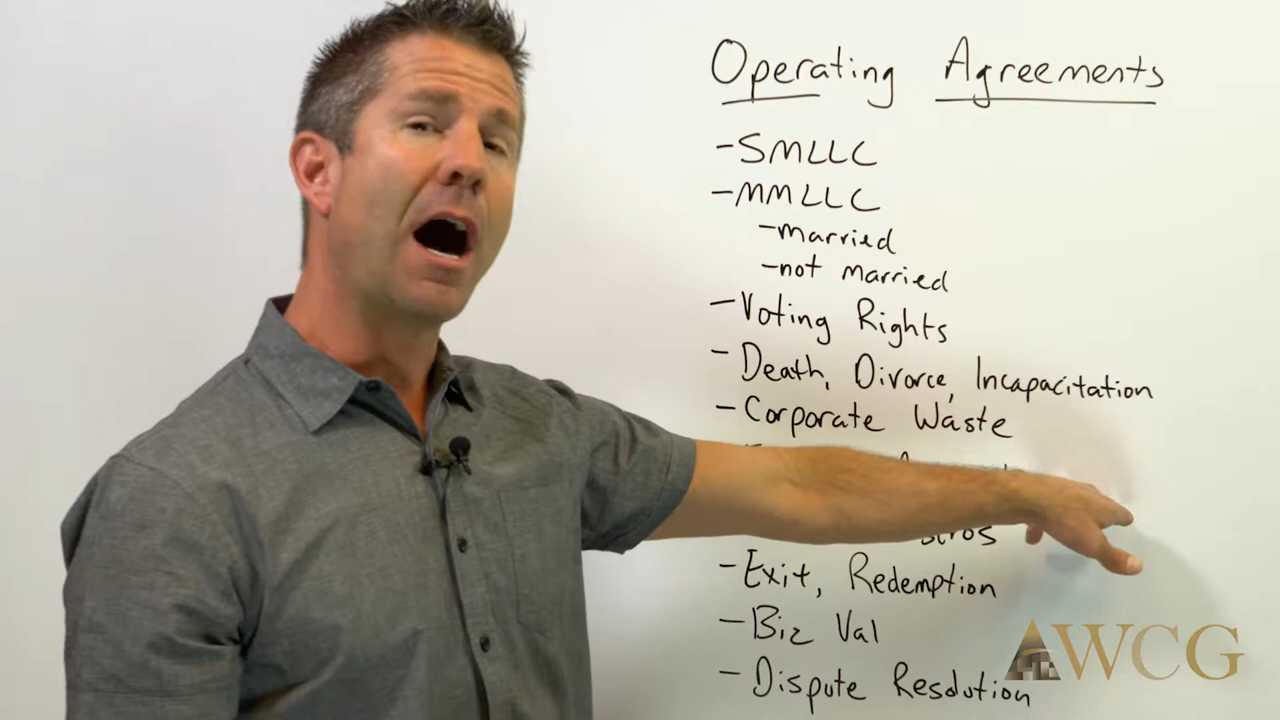 Operating Agreements
-SMLLC
-MMLLC
-married
-not married
-Voting Rights
-Death, Divorce, Incapacitation
-Corporate Waste
-Exit, Redemption
-Biz Val
-Dispute Resolution
AWCG